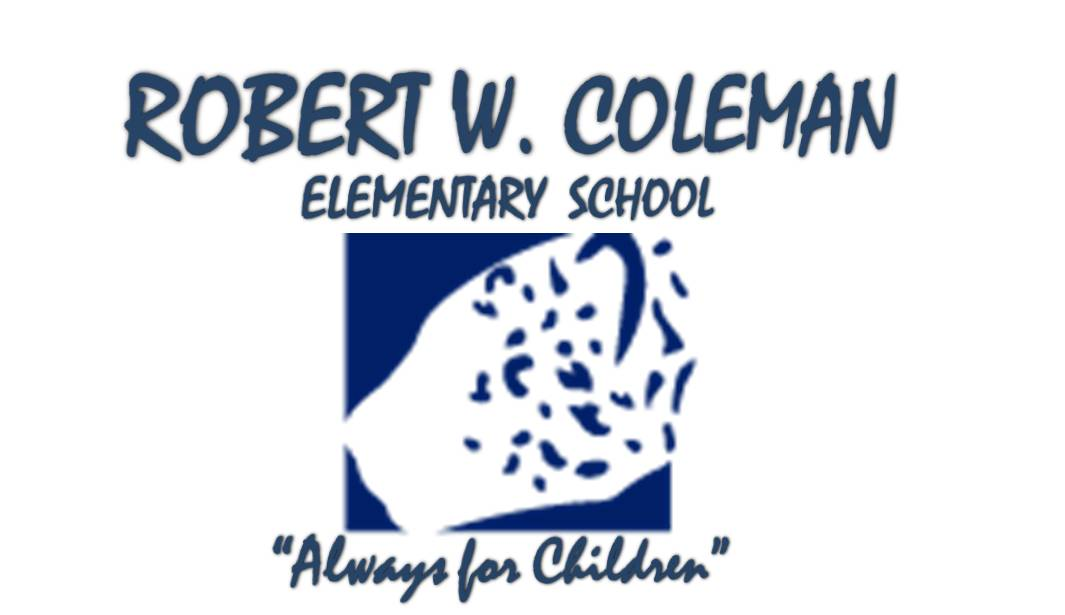 ROBERT W. COLEMAN
ELEMENTARY SCHOOL
“Always for Children”